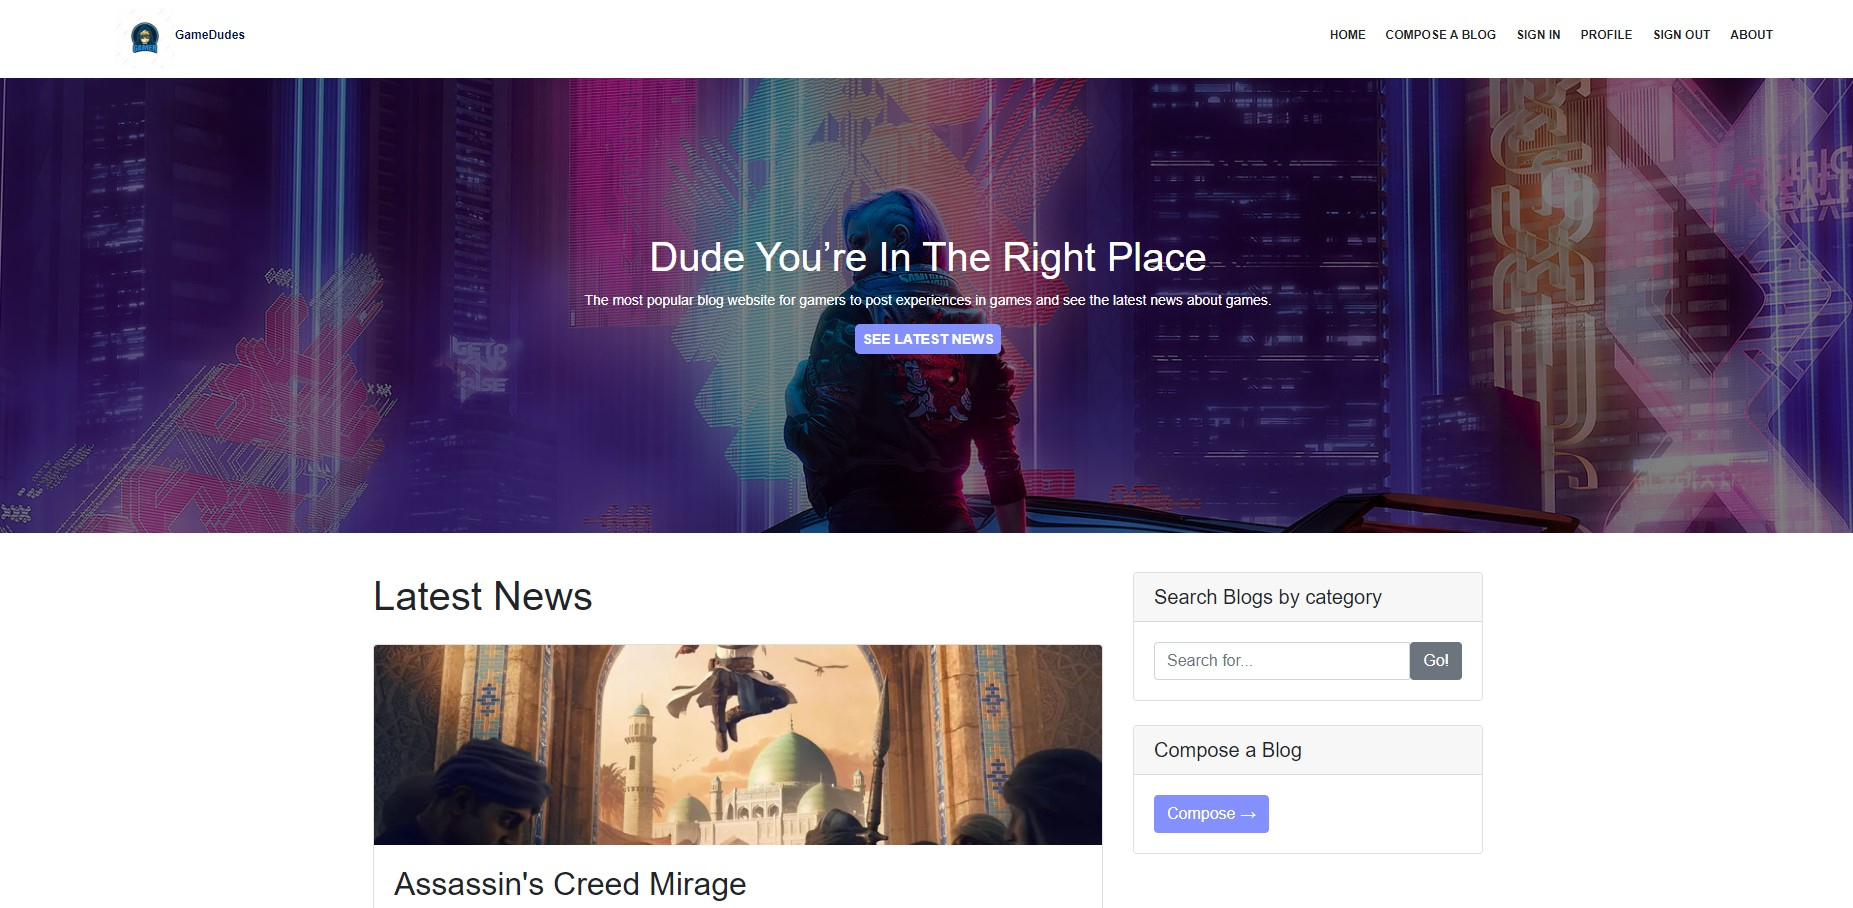 GAMER
GameDudes
HOME
COMPOSE A BLOG
SIGN IN
PROFILE
SIGN OUT
ABOUT
Dude You’re In The Right Place
The most popular blog website for gamers to post experiences in games and see the latest news about games.
SEE LATEST NEWS
SAMURAI
Latest News
Assassin's Creed Mirage
Search Blogs by category
Search for...
Go!
Compose a Blog
Compose →